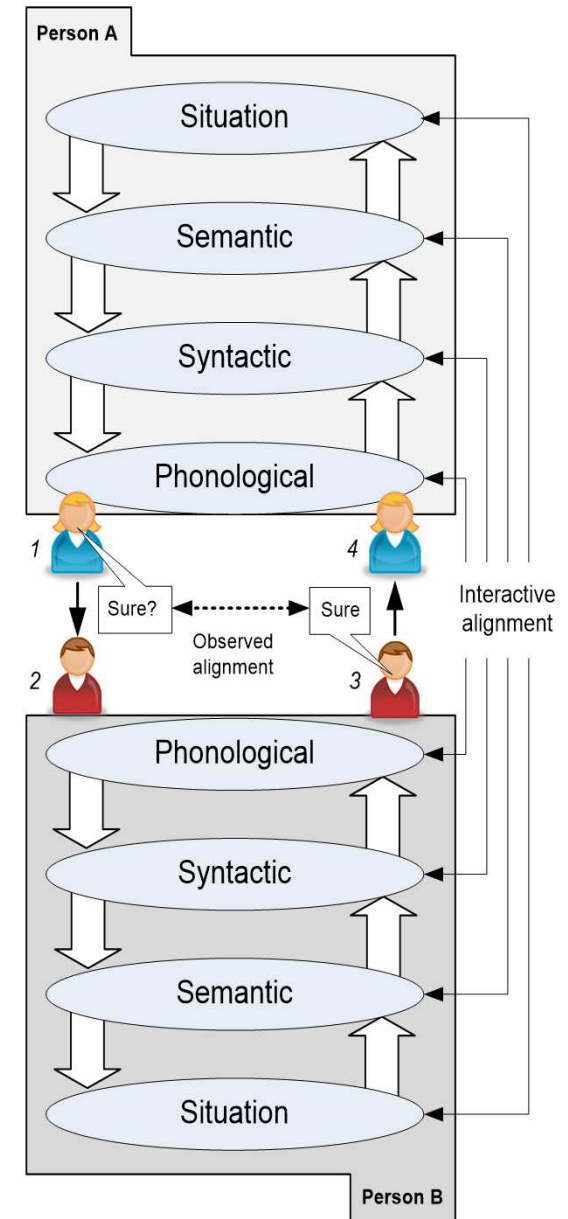 Person A
Situation
Semantic
Syntactic
Phonological
1
4
Sure?
Sure
Interactive
alignment
Observed
alignment
2
3
Phonological
Syntactic
Semantic
Situation
Person B